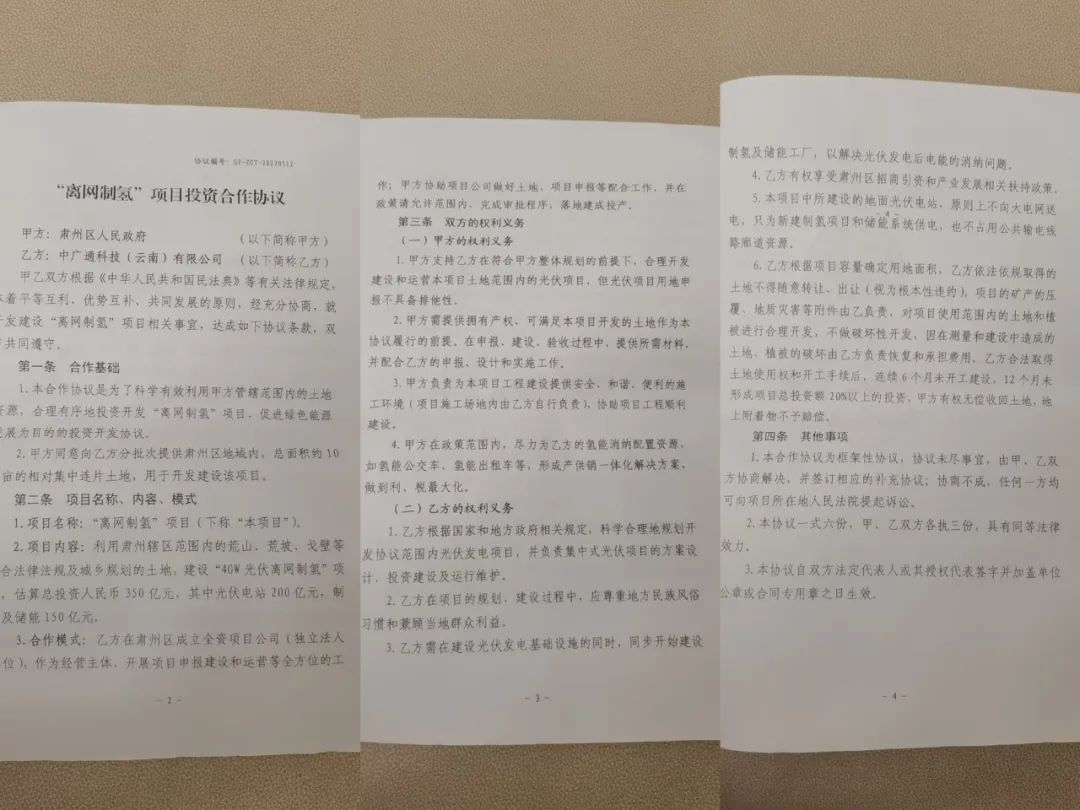 协议编号：GF-ZGT-20230512
“离网制氢”项目投资合作协议
甲方：肃州区人民政府 （以下简称甲方）
乙方：中广通科技（云南）有限公司 （以下简称乙方）
甲乙双方根据《中华人民共和国民法典》等有关法律规定，
本着平等互利、优势互补、共同发展的原则，经充分协商，就
开发建设“离网制氢”项目相关事宜，达成如下协议条款，双
共同遵守。
第一条 合作基础
1.本合作协议是为了科学有效利用甲方管辖范围内的土地
资源，合理有序地投资开发“离网制氢”项目，促进绿色能源
发展为目的的投资开发协议。
2.甲方同意向乙方分批次提供肃州区地域内，总面积约10
亩的相对集中连片土地，用于开发建设该项目。
第二条 项目名称、内容、模式
1.项目名称：“离网制氢”项目（下称“本项目”）。
2.项目内容：利用肃州辖区范围内的荒山、荒坡、戈壁等
合法律法规及城乡规划的土地，建设“4GW光伏离网制氢”项
，估算总投资人民币350亿元，其中光伏电站200亿元，制
及储能150亿元。
3.合作模式：乙方在肃州区成立全资项目公司（独立法人
位），作为经营主体，开展项目申报建设和运营等全方位的工
- 2 -
作；甲方协助项目公司做好土地、项目申报等配合工作，并在
政策请允许范围内，完成审批程序，落地建成投产。
第三条 双方的权利义务
（一）甲方的权利义务
1.甲方支持乙方在符合甲方整体规划的前提下，合理开发
建设和运营本项目土地范围内的光伏项目，但光伏项目用地申
报不具备排他性。
2.甲方需提供拥有产权、可满足本项目开发的土地作为本
协议履行的前提。在申报、建设、验收过程中，提供所需材料，
并配合乙方的申报、设计和实施工作。
3.甲方负责为本项目工程建设提供安全、和谐、便利的施
工环境（项目施工场地内由乙方自行负责），协助项目工程顺利
建设。
4.甲方在政策范围内，尽力为乙方的氢能消纳配置资源，
如氢能公交车、氢能出租车等，形成产供销一体化解决方案，
做到利、税最大化。
（二）乙方的权利义务
1.乙方根据国家和地方政府相关规定，科学合理地规划开
发协议范围内光伏发电项目，并负责集中式光伏项目的方案设
计，投资建设及运行维护。
2.乙方在项目的规划、建设过程中，应尊重地方民族风俗
习惯和兼顾当地群众利益。
3.乙方需在建设光伏发电基础设施的同时，同步开始建设
- 3 -
制氢及储能工厂，以解决光伏发电后电能的消纳问题。
4.乙方有权享受肃州区招商引资和产业发展相关扶持政策。
5.本项目中所建设的地面光伏电站，原则上不向大电网送
- 4 -
电，只为新建制氢项目和储能系统供电，也不占用公共输电线
路廊道资源。
6.乙方根据项目容量确定用地面积，乙方依法依规取得的
土地不得随意转让、出让（视为根本性违约），项目的矿产的压
覆、地质灾害等附件由乙负责，对项目使用范围内的土地和植
被进行合理开发，不做破坏性开发，因在测量和建设中造成的
土地、植被的破坏由乙方负责恢复和承担费用。乙方合法取得
土地使用权和开工手续后，连续6个月未开工建设，12个月未
形成项目总投资额20%以上的投资，甲方有权无偿收回土地，地
上附着物不予赔偿。
第四条 其他事项
1.本合作协议为框架性协议，协议未尽事宜，由甲、乙双
方协商解决，并签订相应的补充协议；协商不成，任何一方均
可向项目所在地人民法院提起诉讼。
2.本协议一式六份，甲、乙双方各执三份，具有同等法律
效力。
3.本协议自双方法定代表人或其授权代表签字并加盖单位
公章或合同专用章之日生效。
- 4 -